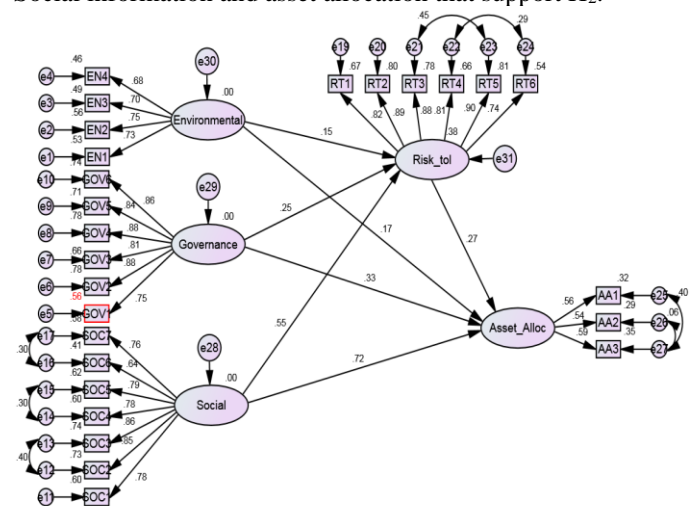 Social information and asset allocation that support H₂.
.45
.29
e19
e20
e21
e22
e23
e24
.67
.80
.78
.66
.81
.54
RT1
RT2
RT3
RT4
RT5
RT6
.82
.89
.88
.81
.90
.74
.38
Risk_tol
e31
.46
e4
EN4
.68
.49
e3
EN3
.70
.56
e2
EN2
.75
.53
e1
EN1
.73
e30
.00
Environmental
.15
.17
.74
e10
GOV6
.86
.71
e9
GOV5
.84
.78
e8
GOV4
.88
.66
e7
GOV3
.81
.78
e6
GOV2
.88
.56
e5
GOV1
.75
e29
.00
Governance
.25
.33
.27
.58
e17
SOC7
.76
.30
.41
e16
SOC6
.64
.62
e15
SOC5
.79
.30
.60
e14
SOC4
.78
.74
e13
SOC3
.86
.40
.73
e12
SOC2
.85
.60
e11
SOC1
.78
e28
.00
Social
.55
.72
Asset_Alloc
.32
.56
AA1
e25
.40
.29
.54
AA2
e26
.06
.35
.59
AA3
e27